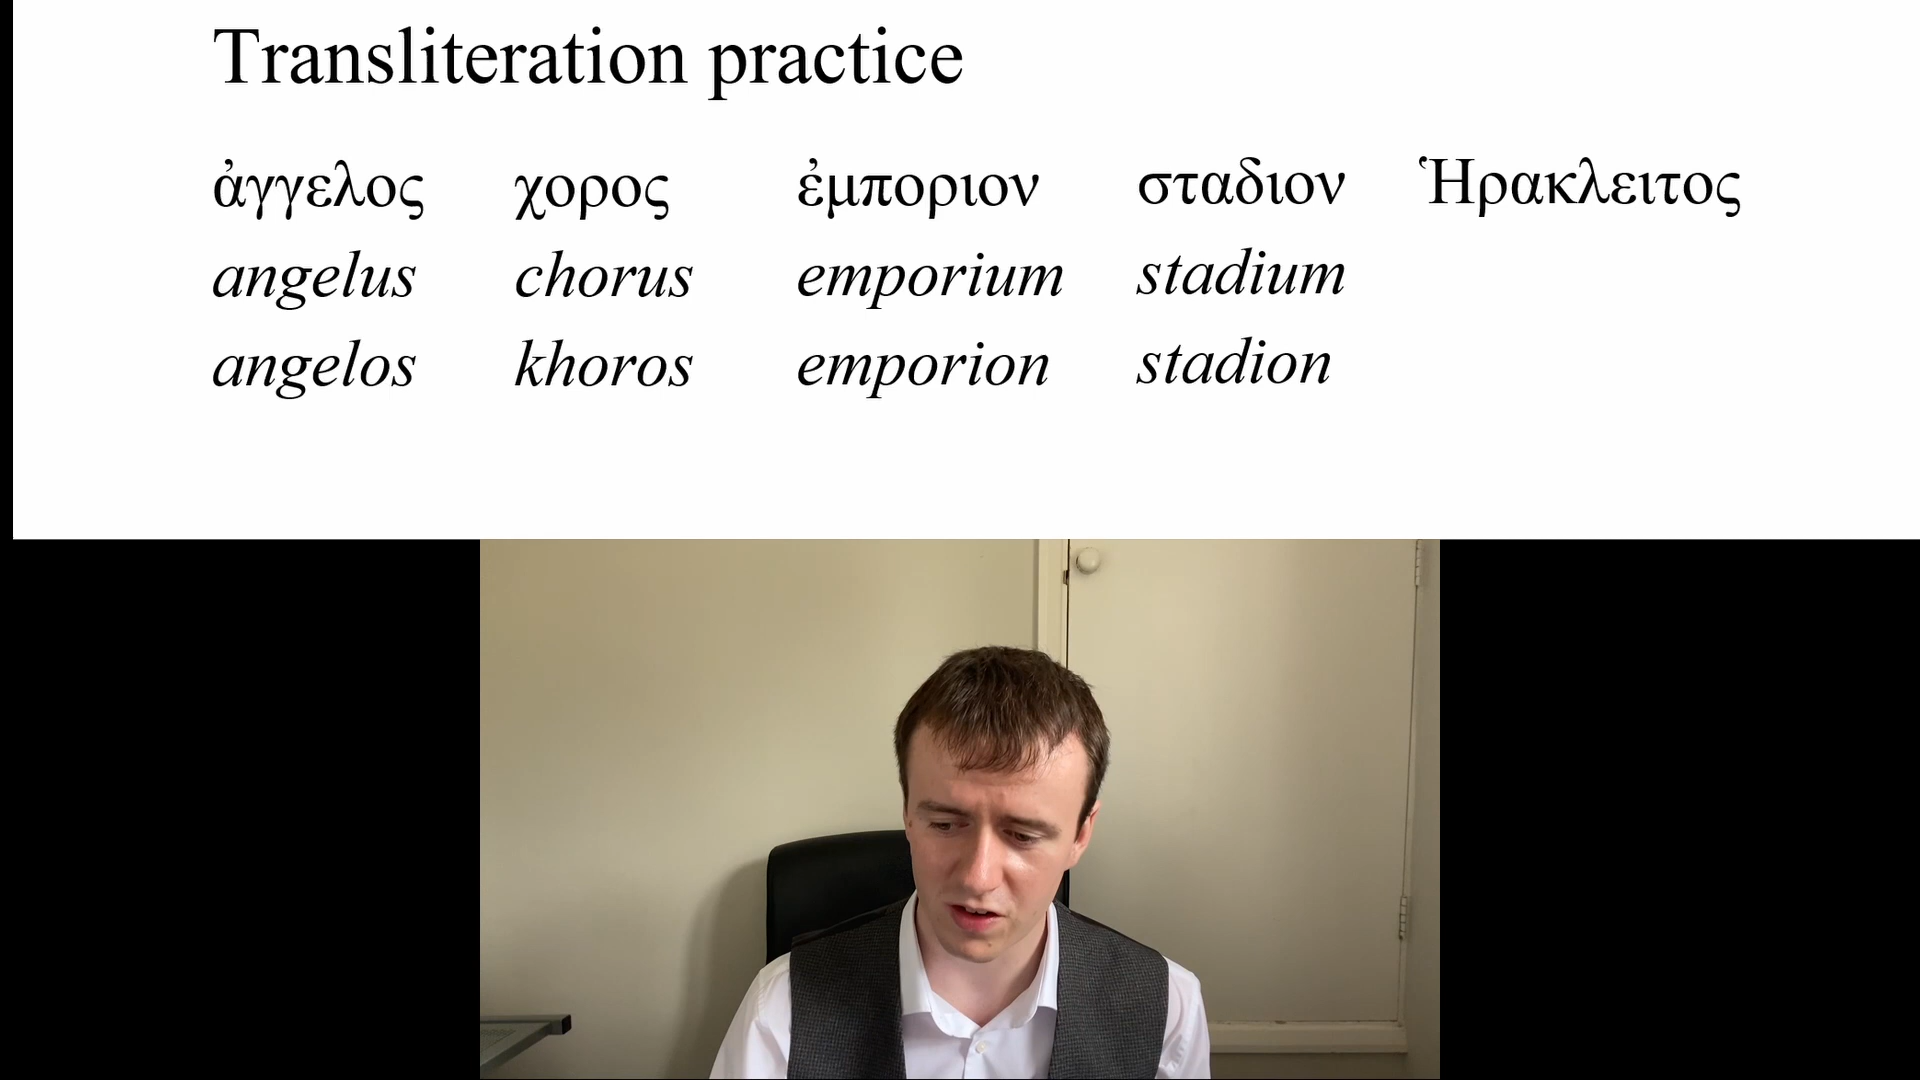 Transliteration practice
ἀγγελος χορος ἐμποριον σταδιον Ἡρακλειτος
angelus chorus emporium stadium
angelos khoros emporion stadion